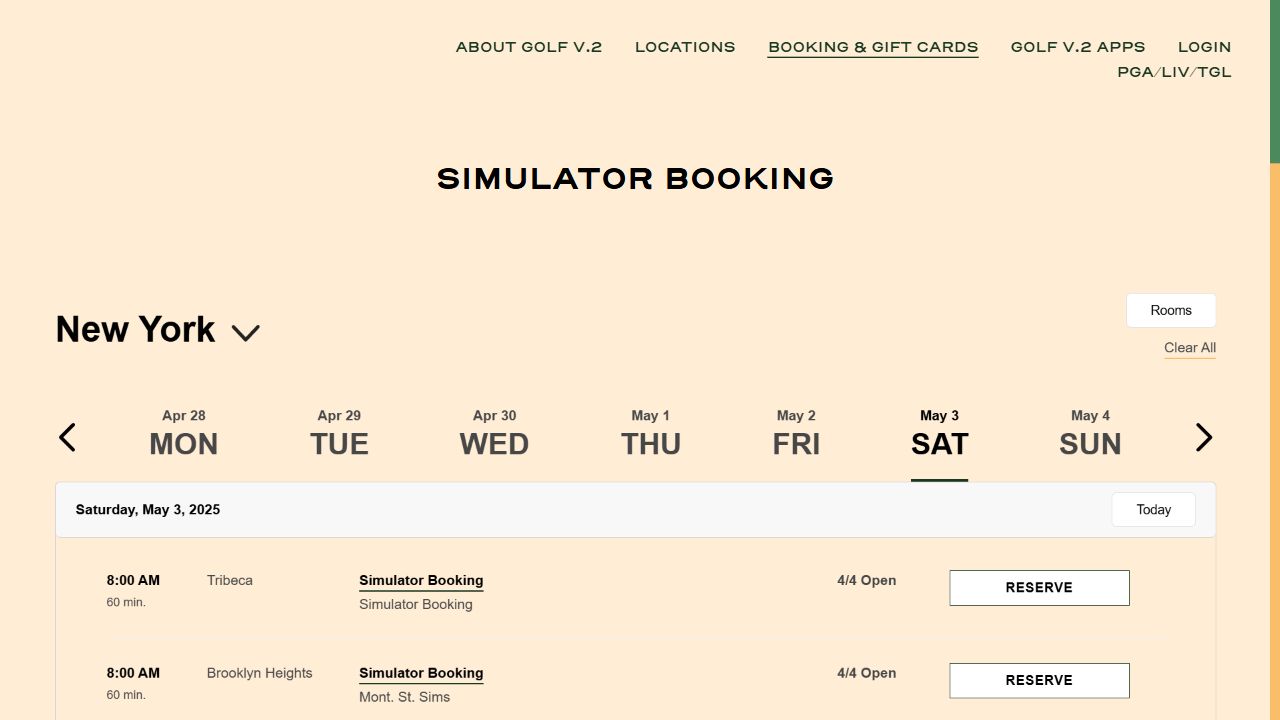 ABOUT GOLF V.2 LOCATIONS BOOKING & GIFT CARDS GOLF V.2 APPS LOGIN
PGA/LIV/TGL
SIMULATOR BOOKING
New York
Rooms
Clear All
Apr 28 Apr 29 Apr 30 May 1 May 2 May 3 May 4
MON TUE WED THU FRI SAT SUN
Saturday, May 3, 2025 Today
8:00 AM Tribeca Simulator Booking 4/4 Open RESERVE
60 min. Simulator Booking
8:00 AM Brooklyn Heights Simulator Booking 4/4 Open RESERVE
60 min. Mont. St. Sims